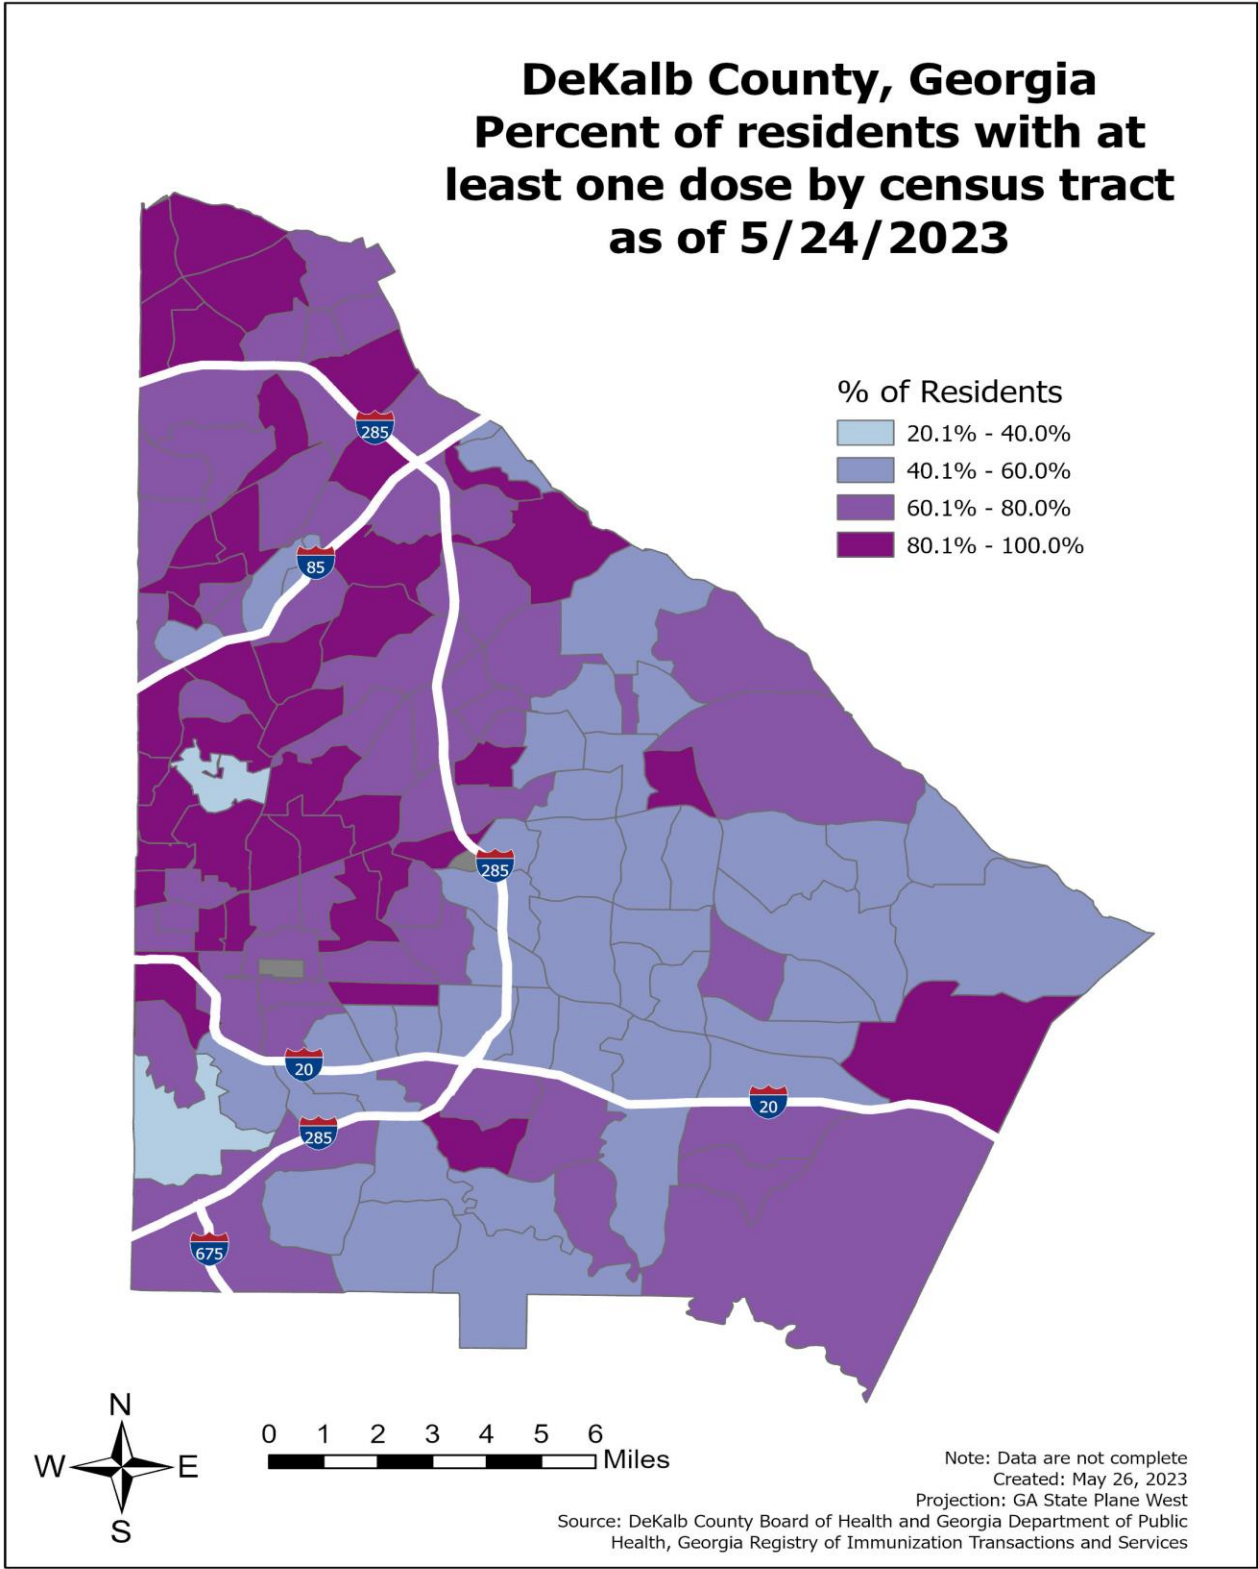 DeKalb County, Georgia
Percent of residents with at
least one dose by census tract
as of 5/24/2023
% of Residents
20.1% - 40.0%
40.1% - 60.0%
60.1% - 80.0%
80.1% - 100.0%
285
85
285
20
20
285
675
N
W E
S
0 1 2 3 4 5 6
Miles
Note: Data are not complete
Created: May 26, 2023
Projection: GA State Plane West
Source: DeKalb County Board of Health and Georgia Department of Public
Health, Georgia Registry of Immunization Transactions and Services